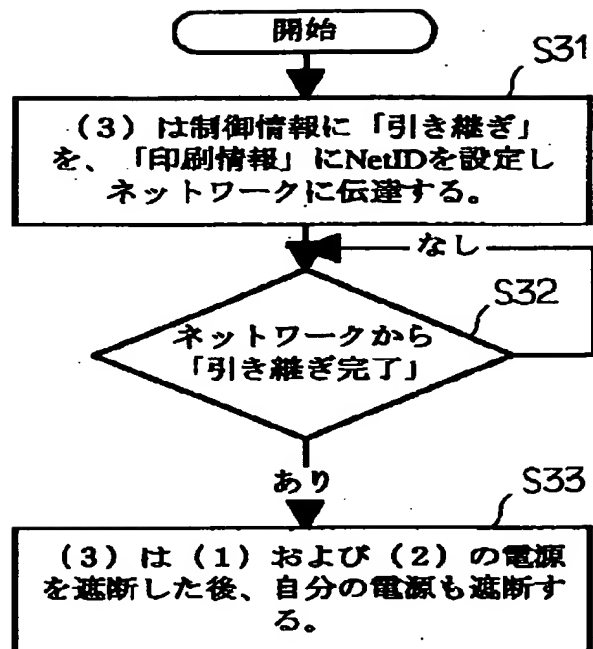 開始
S31
（3）は制御情報に「引き継ぎ」
を、「印刷情報」にNetIDを設定し
ネットワークに伝達する。
なし
S32
ネットワークから
「引き継ぎ完了」
あり
S33
（3）は（1）および（2）の電源
を遮断した後、自分の電源も遮断す
る。